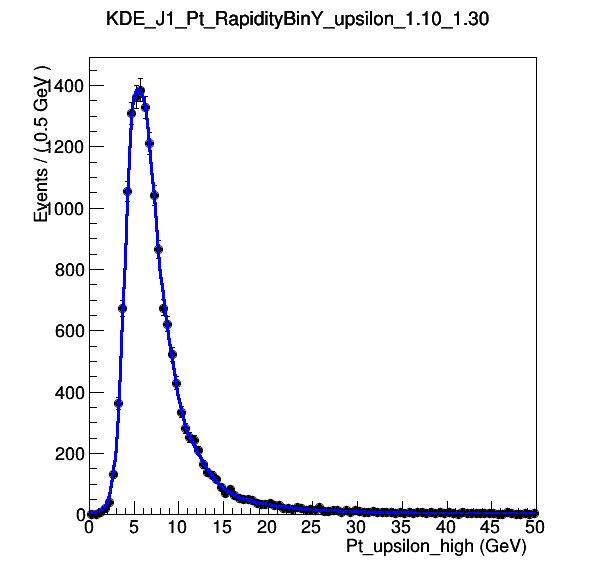 KDE_J1_Pt_RapidityBinY_upsilon_1.10_1.30
Events / ( 0.5 GeV )
1400
1200
1000
800
600
400
200
0
0 5 10 15 20 25 30 35 40 45 50
Pt_upsilon_high (GeV)